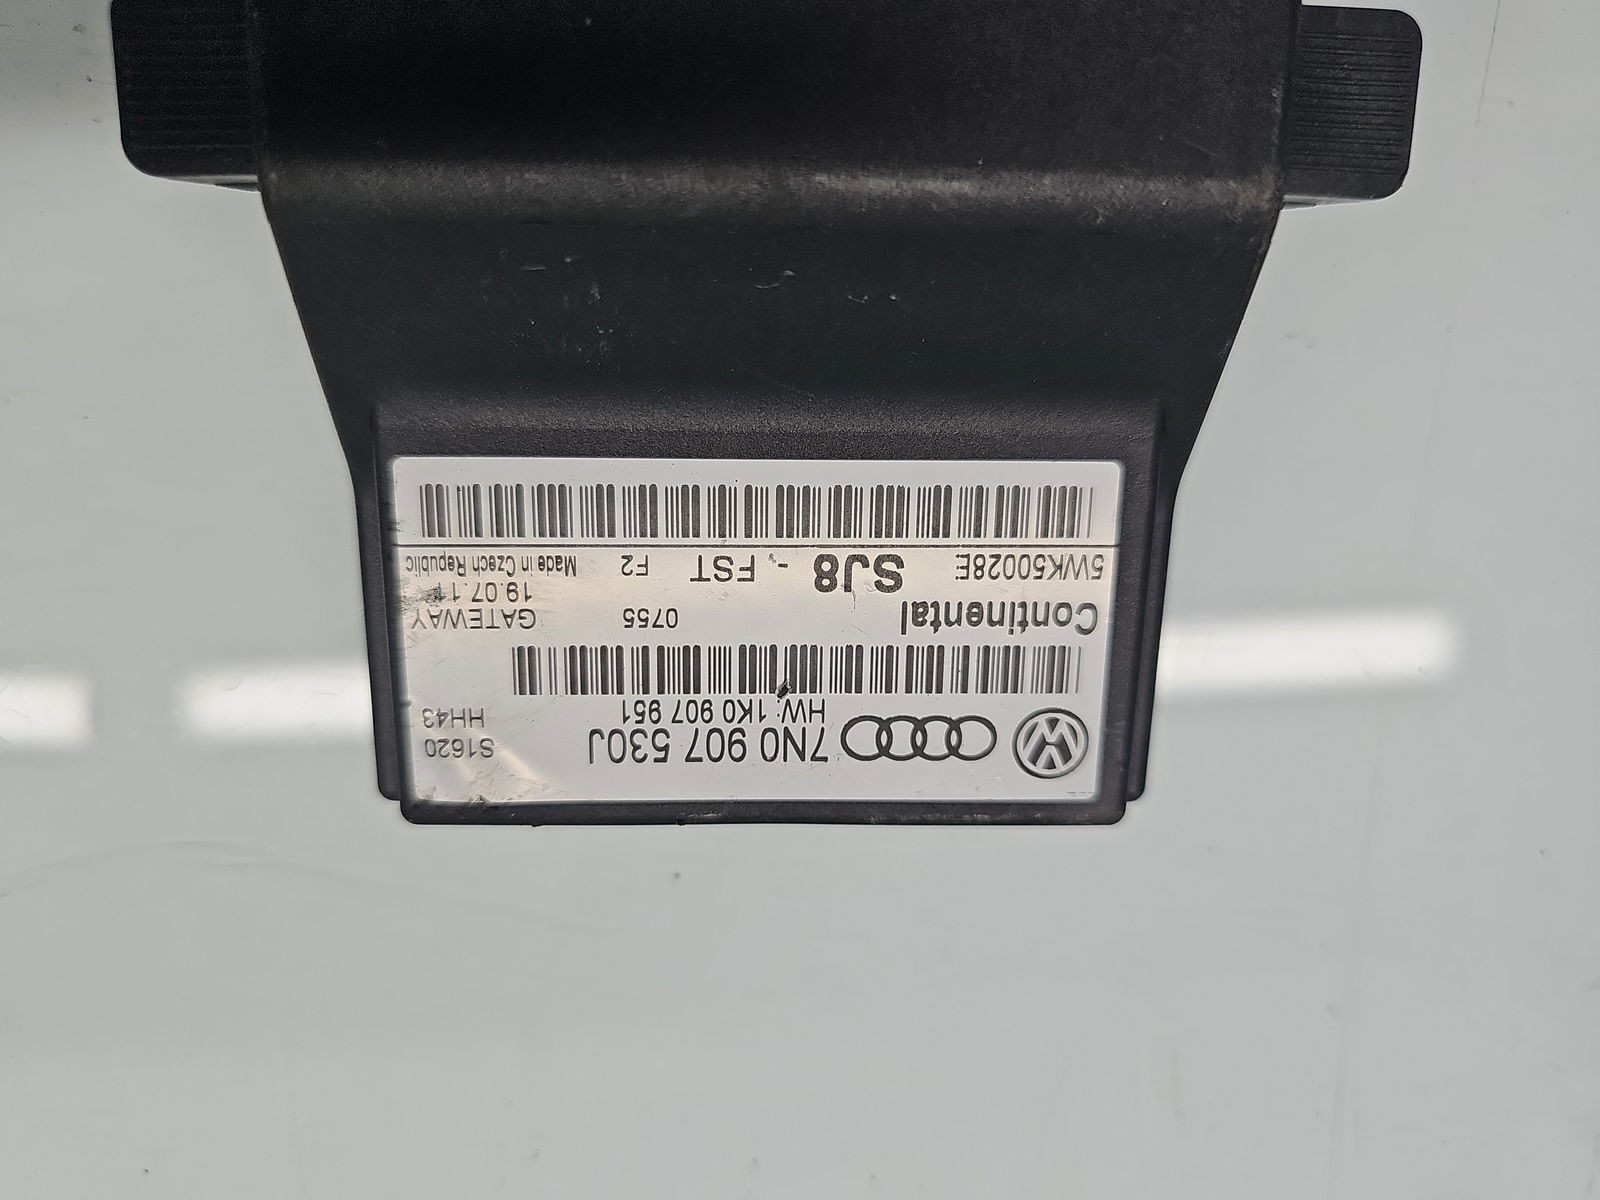 7N0 907 530J S1620
HW: 1K0 907 951 HH43
Continental 0755 GATEWAY
19.07.11
5WK50028E SJ8 -, FST F2 Made in Czech Republic